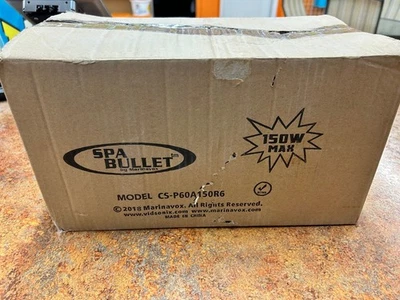 SPA
BULLET
by Marinavox
150W
MAX
MODEL CS-P60A150R6
© 2018 Marinavox. All Rights Reserved.
www.vidsonix.com www.marinavox.com
MADE IN CHINA